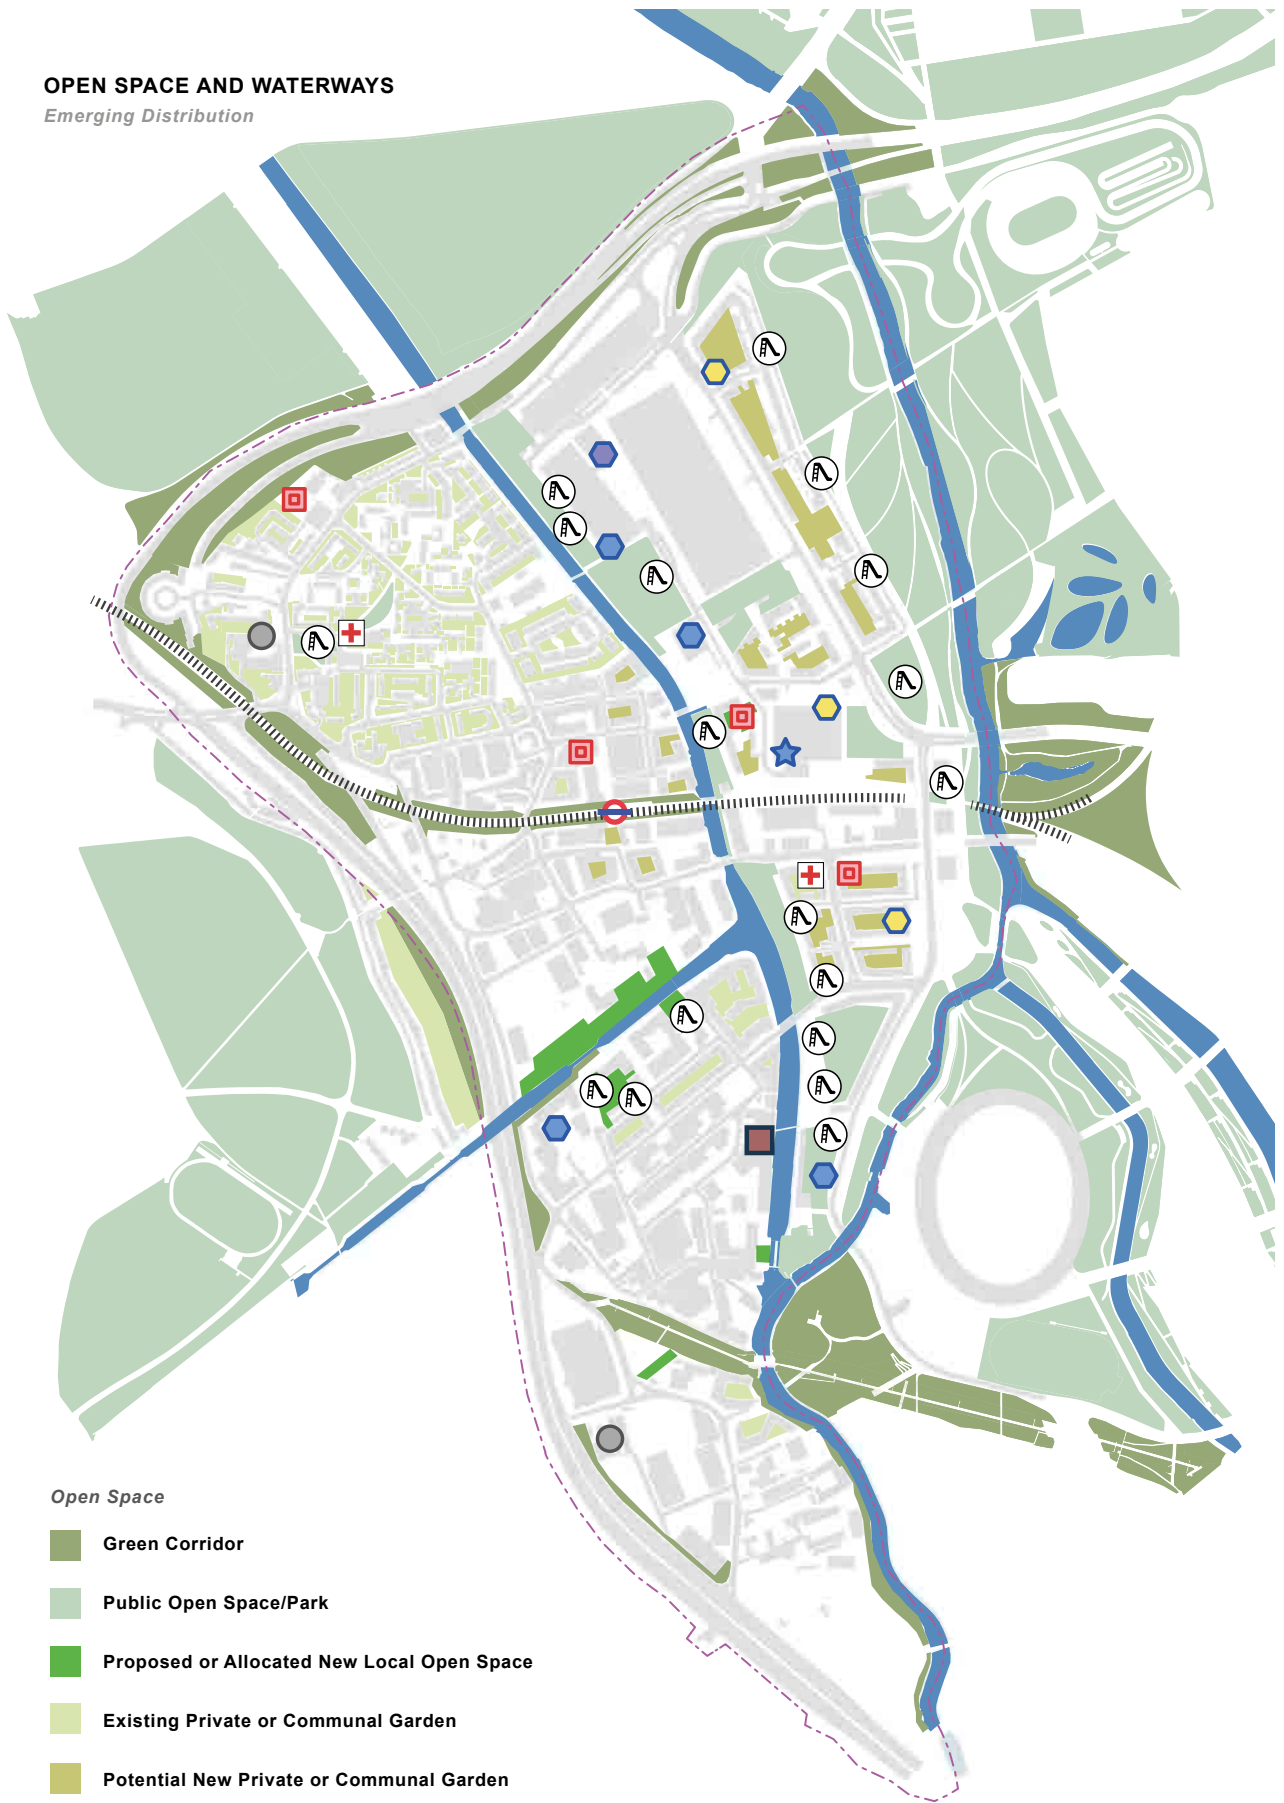 OPEN SPACE AND WATERWAYS
Emerging Distribution
Open Space
Green Corridor
Public Open Space/Park
Proposed or Allocated New Local Open Space
Existing Private or Communal Garden
Potential New Private or Communal Garden